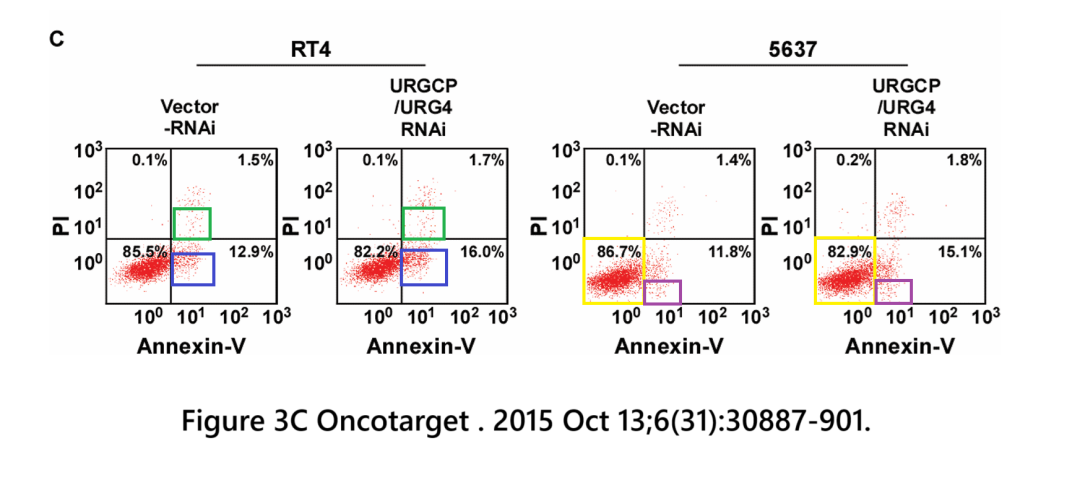 C
RT4
5637
Vector
-RNAi
URGCP
/URG4
RNAi
Vector
-RNAi
URGCP
/URG4
RNAi
PI
10³
10²
10¹
10⁰
0.1%
1.5%
85.5%
12.9%
10⁰ 10¹ 10² 10³
Annexin-V
PI
10³
10²
10¹
10⁰
0.1%
1.7%
82.2%
16.0%
10⁰ 10¹ 10² 10³
Annexin-V
PI
10³
10²
10¹
10⁰
0.1%
1.4%
86.7%
11.8%
10⁰ 10¹ 10² 10³
Annexin-V
PI
10³
10²
10¹
10⁰
0.2%
1.8%
82.9%
15.1%
10⁰ 10¹ 10² 10³
Annexin-V
Figure 3C Oncotarget . 2015 Oct 13;6(31):30887-901.